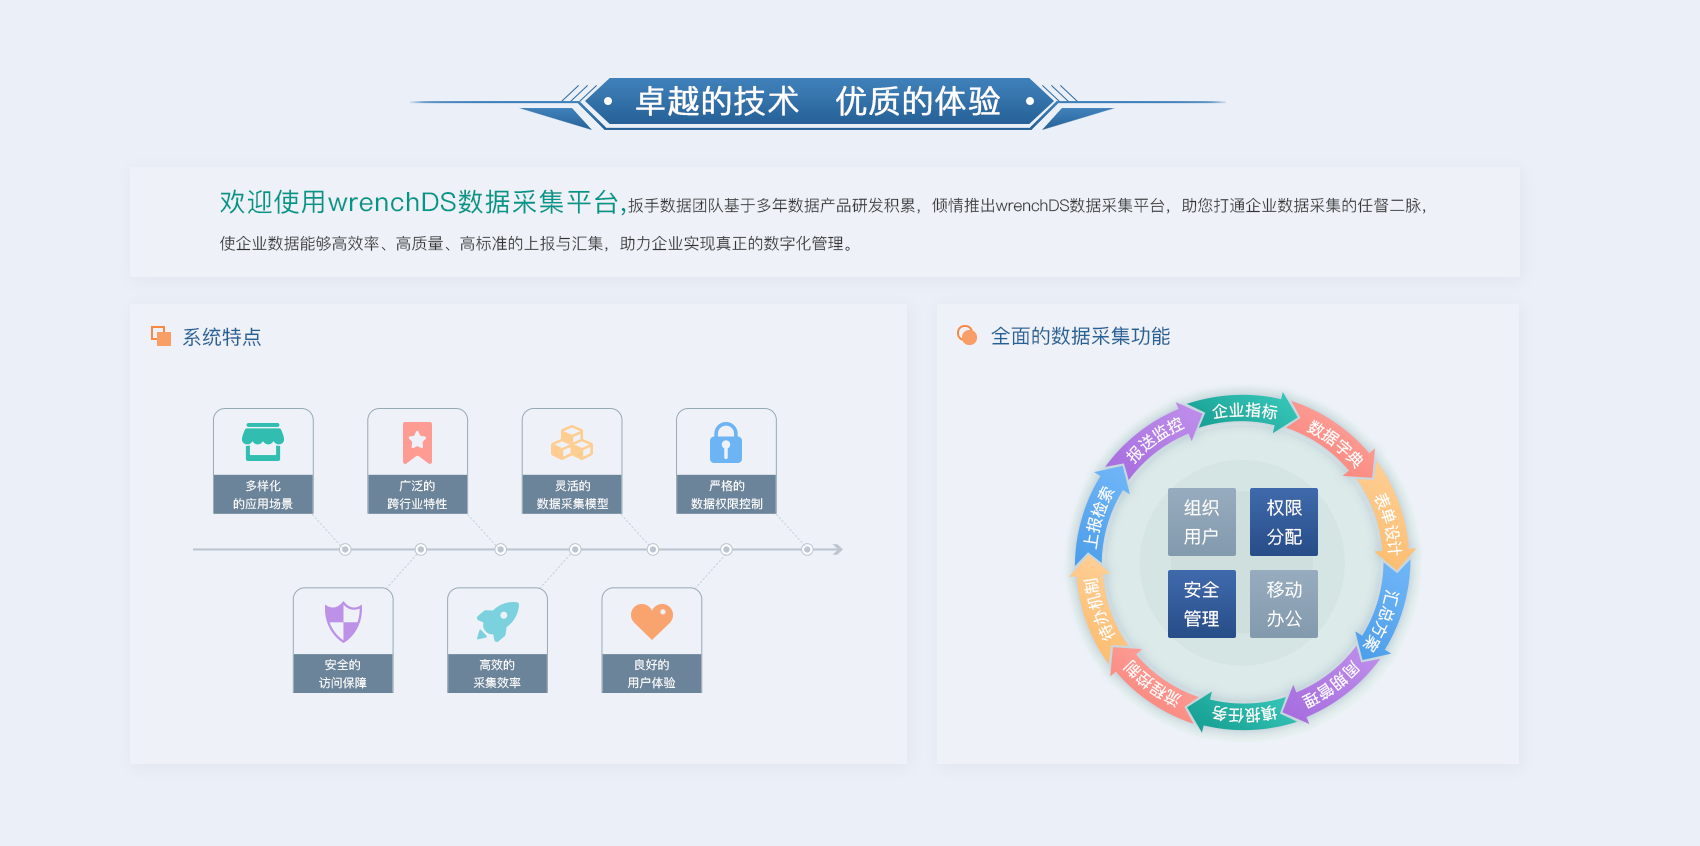 卓越的技术 优质的体验
欢迎使用wrenchDS数据采集平台,扳手数据团队基于多年数据产品研发积累，倾情推出wrenchDS数据采集平台，助您打通企业数据采集的任督二脉，
使企业数据能够高效率、高质量、高标准的上报与汇集，助力企业实现真正的数字化管理。
系统特点
多样化
的应用场景
广泛的
跨行业特性
灵活的
数据采集模型
严格的
数据权限控制
安全的
访问保障
高效的
采集效率
良好的
用户体验
全面的数据采集功能
企业指标
数据字典
表单设计
汇总方案
周期管理
填报任务
流程控制
待办机制
上报检索
报送监控
组织
用户
权限
分配
安全
管理
移动
办公